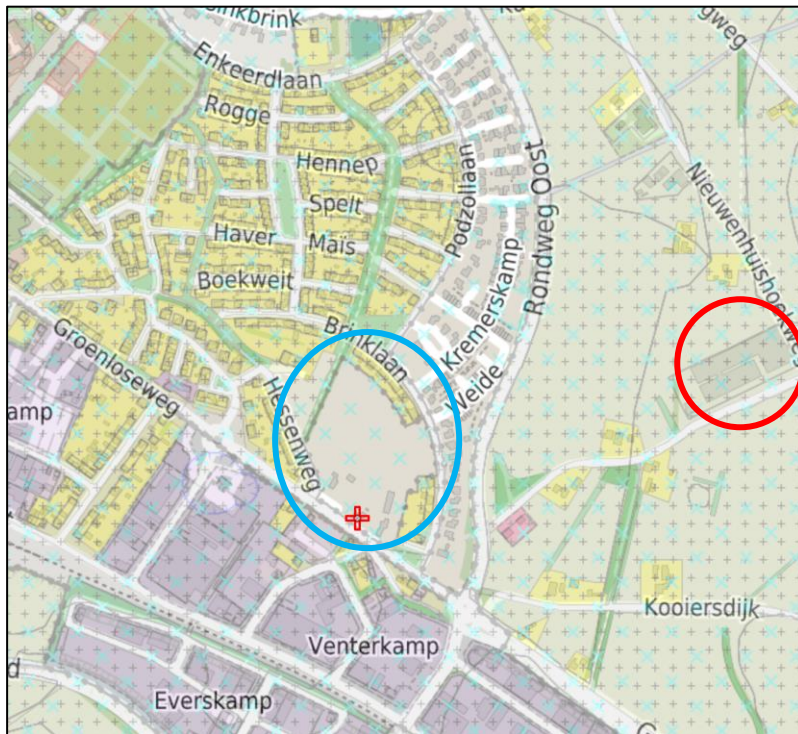 Enkeerdlaan
Rogge
Hennep
Spelt
Haver
Maïs
Boekweit
Podzollaan
Rondweg Oost
Kremerskamp
Weide
Brinklaan
Nieuwenhuishoekweg
Groenloseweg
Hessenweg
Kooiersdijk
Venterkamp
Everskamp